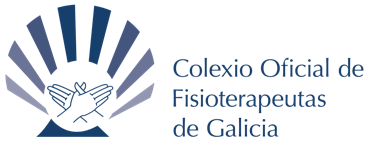 Colexio Oficial de
Fisioterapeutas
de Galicia